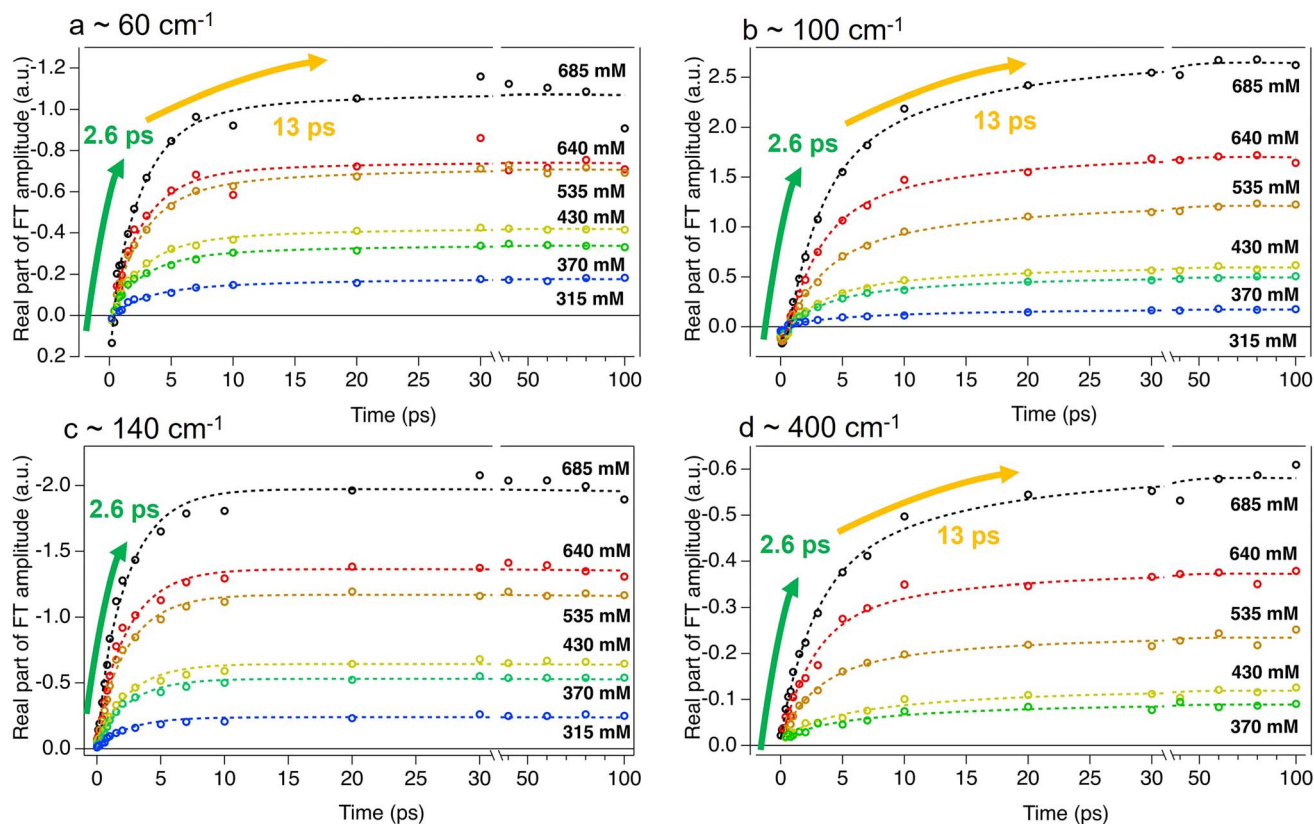 a ~ 60 cm-1
Real part of FT amplitude (a.u.)
-1.2
-1.0
-0.8
-0.6
-0.4
-0.2
0.0
0.2
2.6 ps
13 ps
685 mM
640 mM
535 mM
430 mM
370 mM
315 mM
0 5 10 15 20 25 30 50 100
Time (ps)
b ~ 100 cm-1
Real part of FT amplitude (a.u.)
2.5
2.0
1.5
1.0
0.5
0.0
2.6 ps
13 ps
685 mM
640 mM
535 mM
430 mM
370 mM
315 mM
0 5 10 15 20 25 30 50 100
Time (ps)
c ~ 140 cm-1
Real part of FT amplitude (a.u.)
-2.0
-1.5
-1.0
-0.5
0.0
2.6 ps
685 mM
640 mM
535 mM
430 mM
370 mM
315 mM
0 5 10 15 20 25 30 50 100
Time (ps)
d ~ 400 cm-1
Real part of FT amplitude (a.u.)
-0.6
-0.5
-0.4
-0.3
-0.2
-0.1
0.0
2.6 ps
13 ps
685 mM
640 mM
535 mM
430 mM
370 mM
0 5 10 15 20 25 30 50 100
Time (ps)